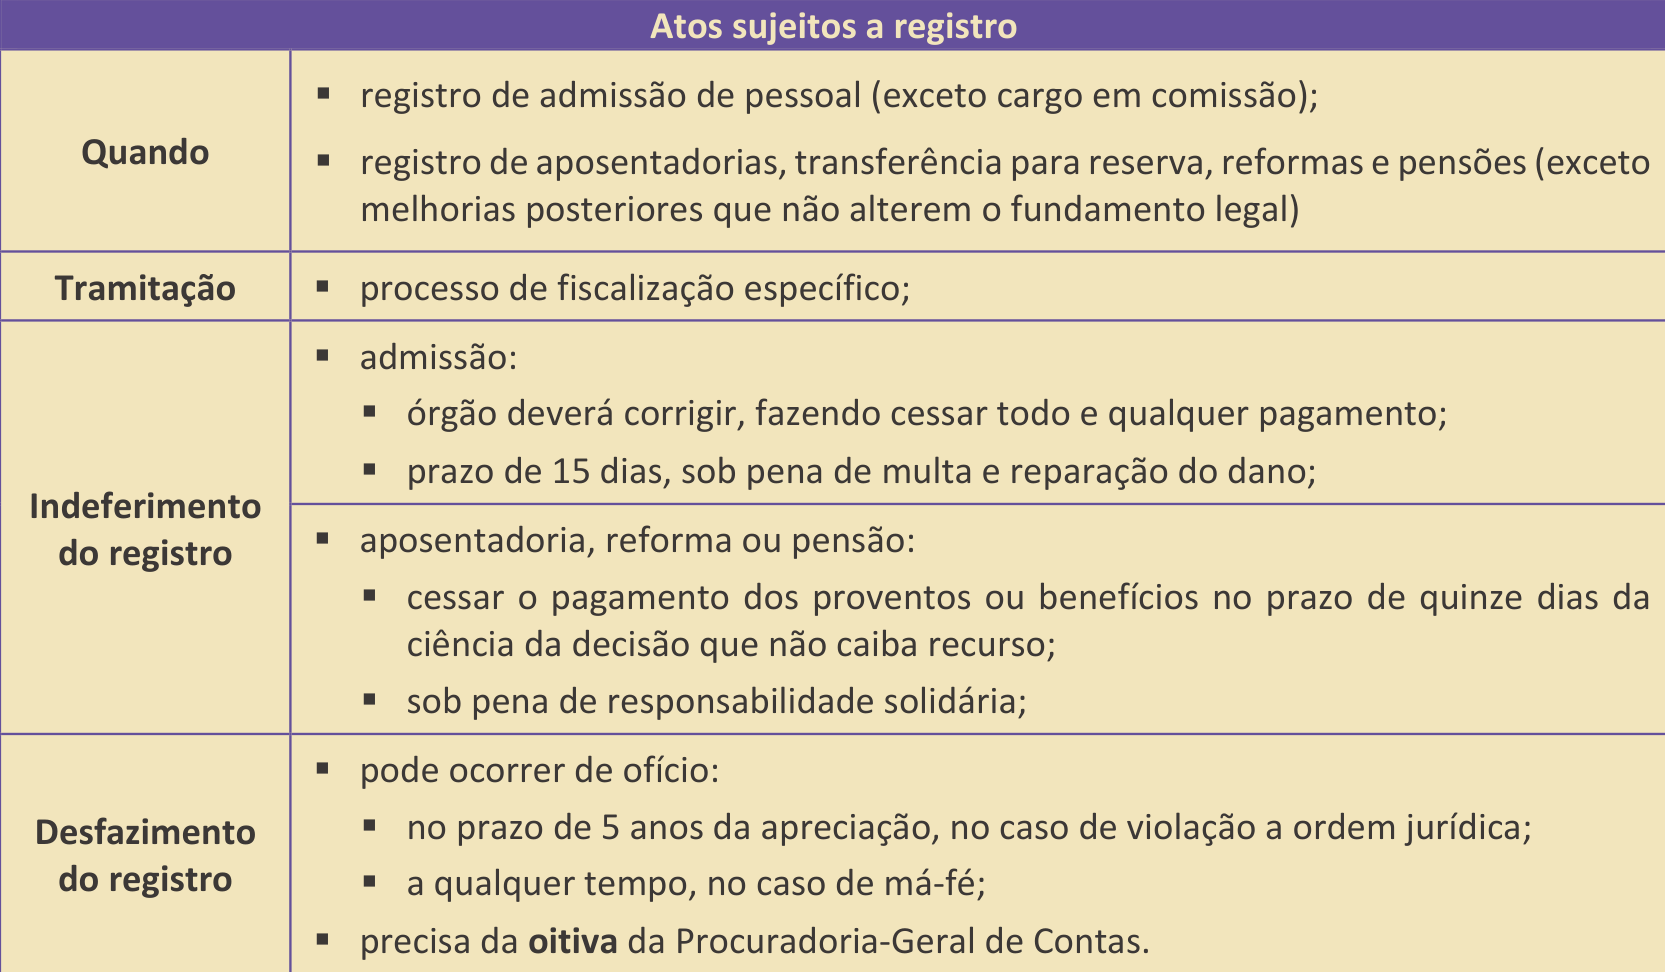 Atos sujeitos a registro
Quando
▪ registro de admissão de pessoal (exceto cargo em comissão);
▪ registro de aposentadorias, transferência para reserva, reformas e pensões (exceto
melhorias posteriores que não alterem o fundamento legal)
Tramitação
▪ processo de fiscalização específico;
Indeferimento
do registro
▪ admissão:
▪ órgão deverá corrigir, fazendo cessar todo e qualquer pagamento;
▪ prazo de 15 dias, sob pena de multa e reparação do dano;
▪ aposentadoria, reforma ou pensão:
▪ cessar o pagamento dos proventos ou benefícios no prazo de quinze dias da
ciência da decisão que não caiba recurso;
▪ sob pena de responsabilidade solidária;
Desfazimento
do registro
▪ pode ocorrer de ofício:
▪ no prazo de 5 anos da apreciação, no caso de violação a ordem jurídica;
▪ a qualquer tempo, no caso de má-fé;
▪ precisa da oitiva da Procuradoria-Geral de Contas.